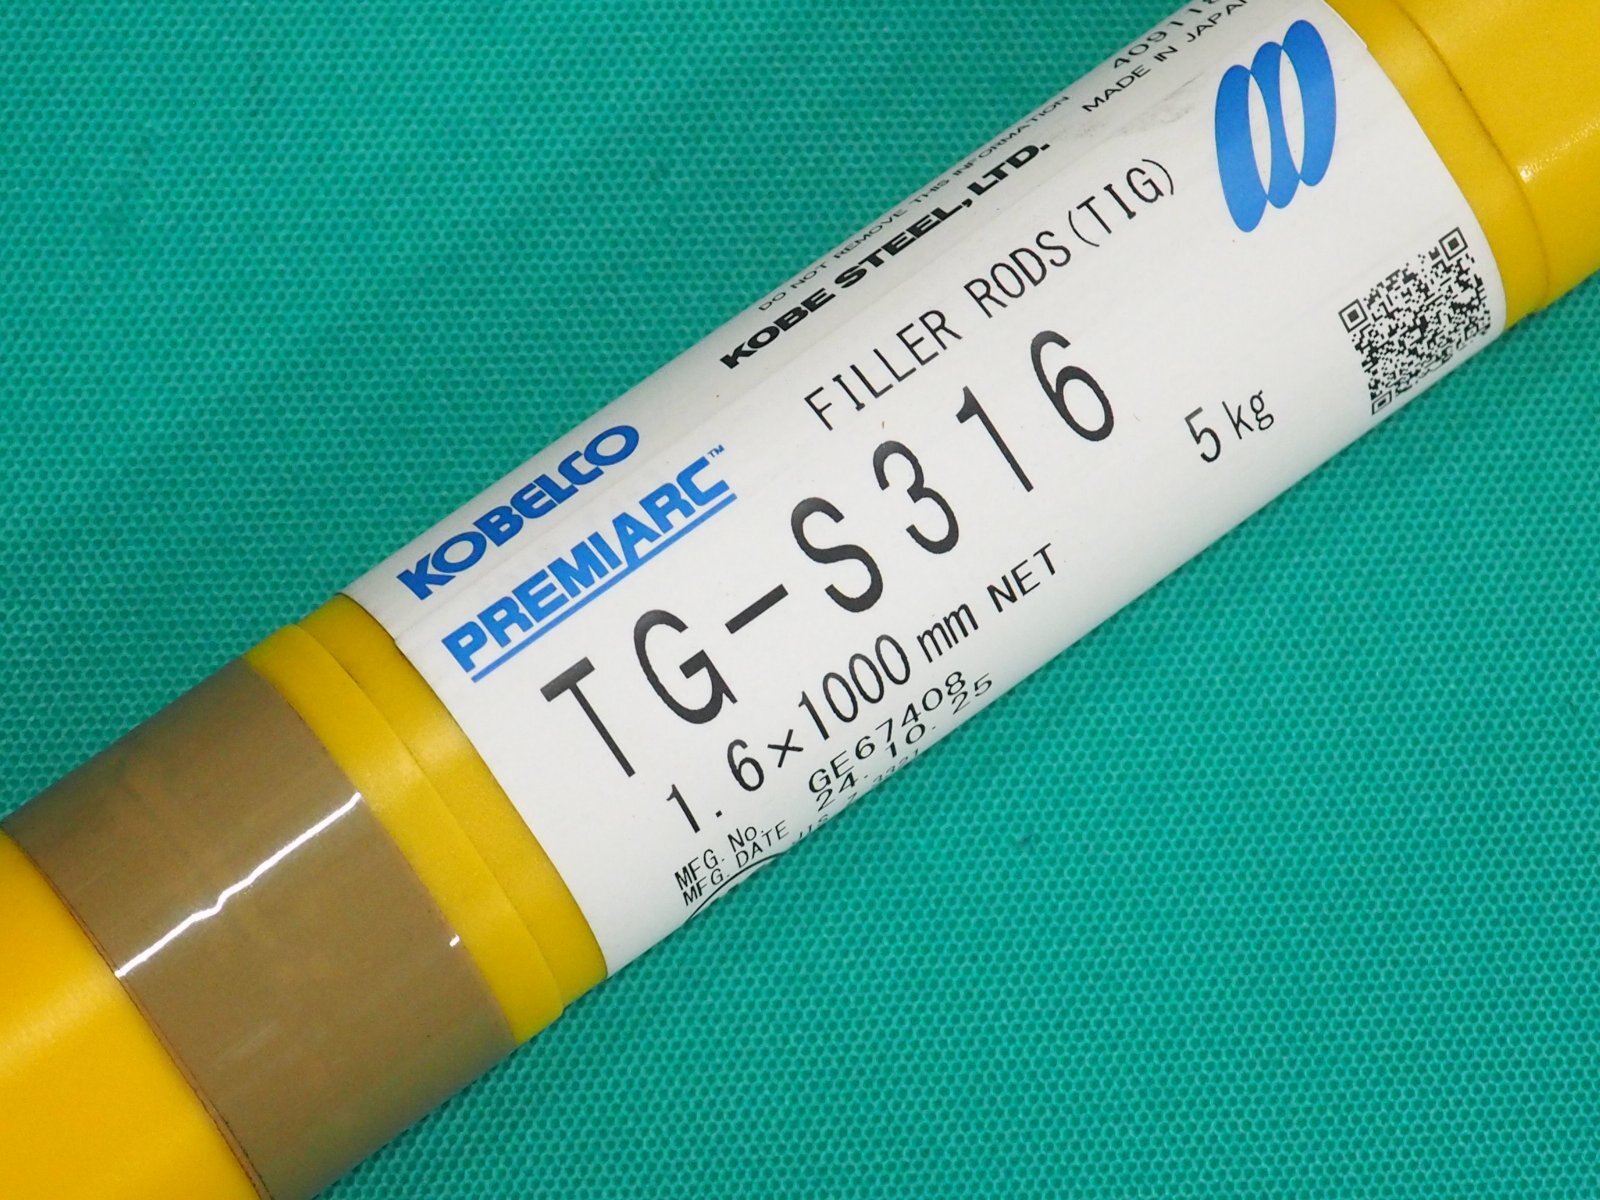 MADE IN JAPAN
DO NOT REMOVE THIS INFORMATION
KOBE STEEL, LTD.
KOBELCO
PREMIARC™
FILLER RODS(TIG)
TG-S316
1.6×1000 mm NET 5 kg
MFG. No. GE67408
MFG. DATE 24.10.25